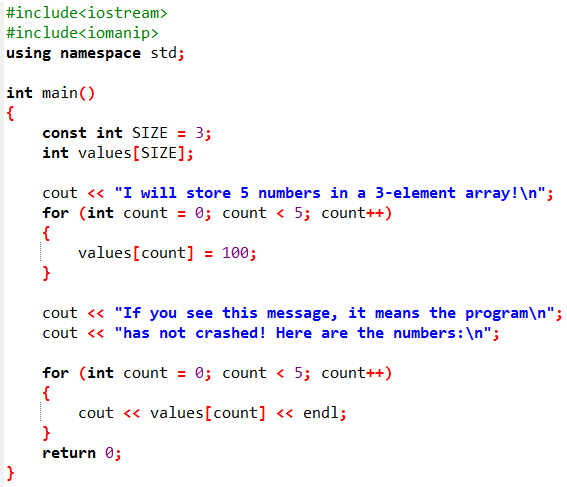 #include<iostream>
#include<iomanip>
using namespace std;

int main()
{
    const int SIZE = 3;
    int values[SIZE];

    cout << "I will store 5 numbers in a 3-element array!\n";
    for (int count = 0; count < 5; count++)
    {
        values[count] = 100;
    }

    cout << "If you see this message, it means the program\n";
    cout << "has not crashed! Here are the numbers:\n";

    for (int count = 0; count < 5; count++)
    {
        cout << values[count] << endl;
    }
    return 0;
}